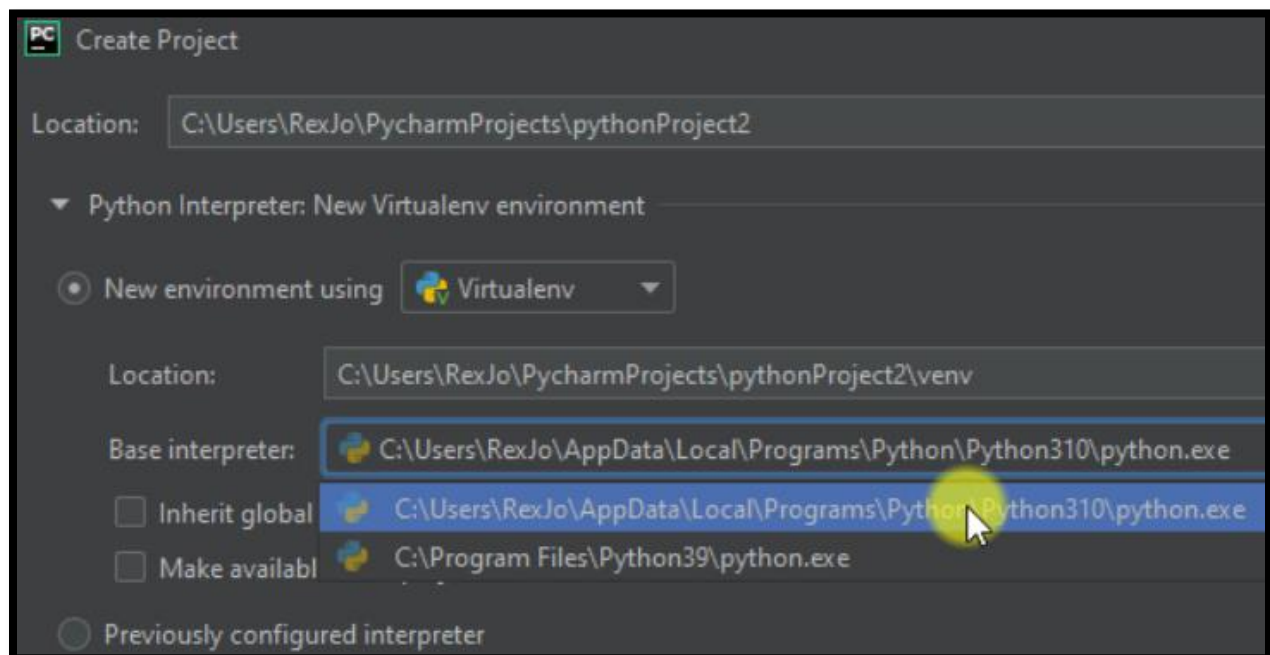 PC Create Project
Location: C:\Users\RexJo\PycharmProjects\pythonProject2
Python Interpreter: New Virtualenv environment
New environment using Virtualenv
Location: C:\Users\RexJo\PycharmProjects\pythonProject2\venv
Base interpreter: C:\Users\RexJo\AppData\Local\Programs\Python\Python310\python.exe
Inherit global C:\Users\RexJo\AppData\Local\Programs\Python\Python310\python.exe
Make availabl C:\Program Files\Python39\python.exe
Previously configured interpreter